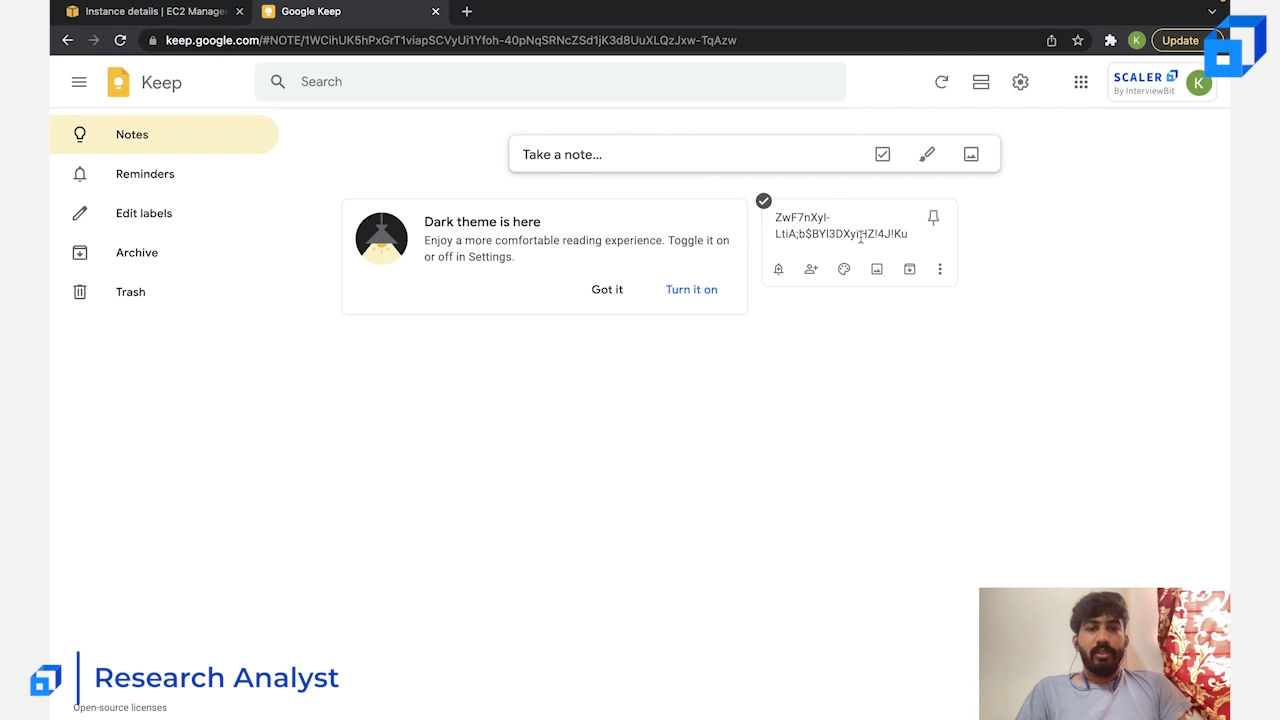 Instance details | EC2 Manager
Google Keep
keep.google.com/#NOTE/1WCihUK5hPxGrT1viapSCVyUi1Yfoh-40pNqSRNcZSd1jK3d8UuXLQzJxw-TqAzw
K
Update
Keep
Search
SCALER
By InterviewBit
K
Notes
Take a note...
Reminders
Edit labels
Archive
Trash
Dark theme is here
Enjoy a more comfortable reading experience. Toggle it on
or off in Settings.
Got it
Turn it on
ZwF7nXyl-
Research Analyst
Open-source licenses